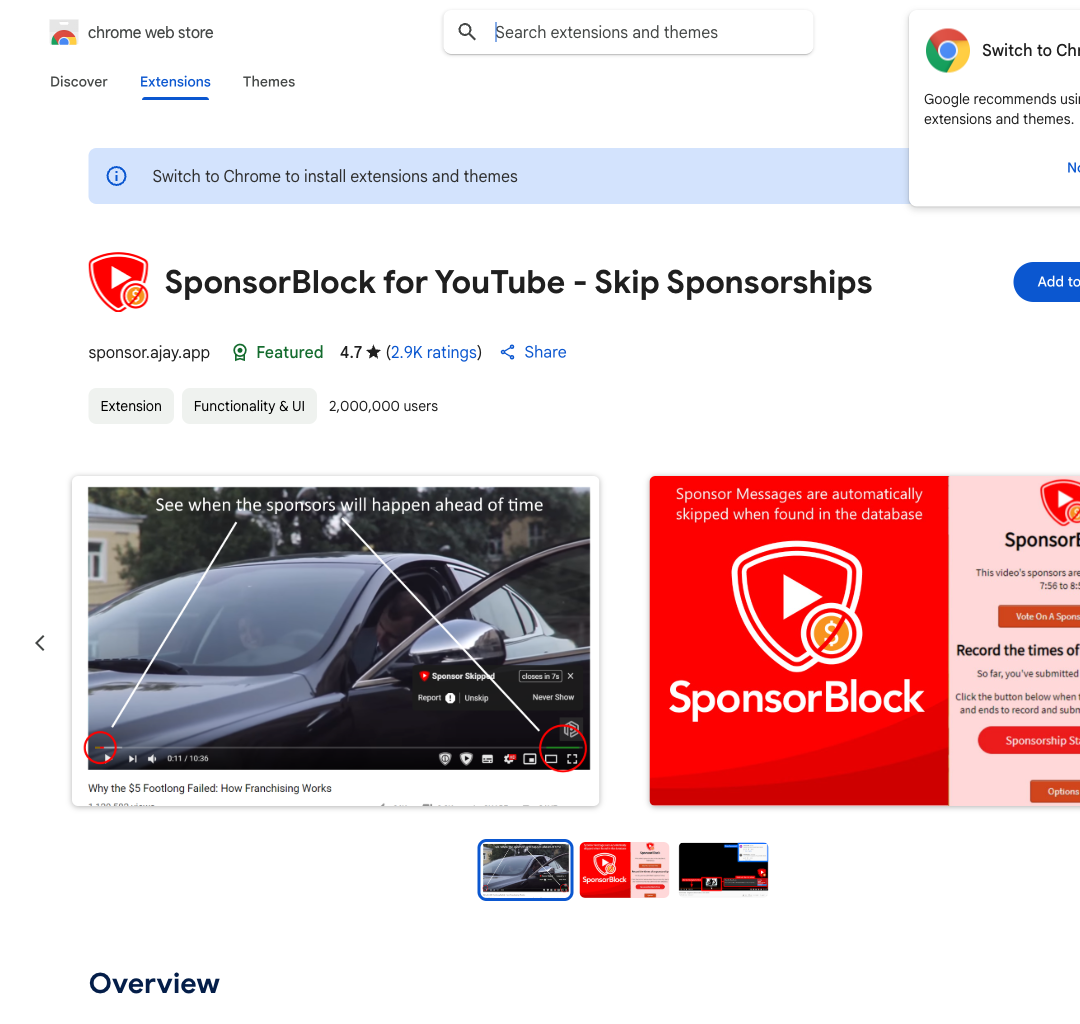 chrome web store
Search extensions and themes
Switch to Chr
Discover
Extensions
Themes
Google recommends usi
extensions and themes.
No
Switch to Chrome to install extensions and themes
SponsorBlock for YouTube - Skip Sponsorships
Add to
sponsor.ajay.app
Featured
4.7 ★ (2.9K ratings)
Share
Extension
Functionality & UI
2,000,000 users
See when the sponsors will happen ahead of time
Sponsor Skipped
closes in 7s
Report
Unskip
Never Show
0:11 / 10:36
Why the $5 Footlong Failed: How Franchising Works
Sponsor Messages are automatically
skipped when found in the database
SponsorBlock
SponsorB
This video's sponsors are
7:56 to 8:5
Vote On A Spons
Record the times of
So far, you've submitted
Click the button below when t
and ends to record and subm
Sponsorship Sta
Options
SponsorBlock
Overview